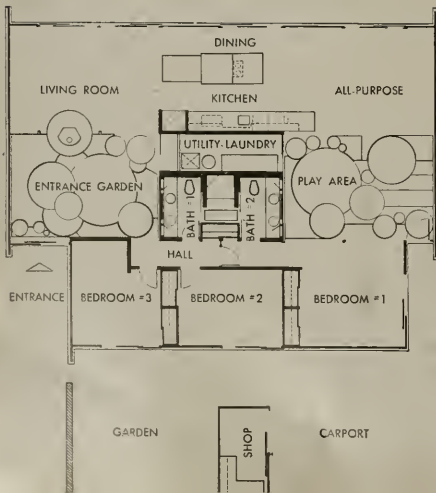 DINING
LIVING ROOM
ALL-PURPOSE
KITCHEN
UTILITY-LAUNDRY
ENTRANCE GARDEN
PLAY AREA
BATH #1
BATH #2
HALL
ENTRANCE
BEDROOM #3
BEDROOM #2
BEDROOM #1
GARDEN
SHOP
CARPORT